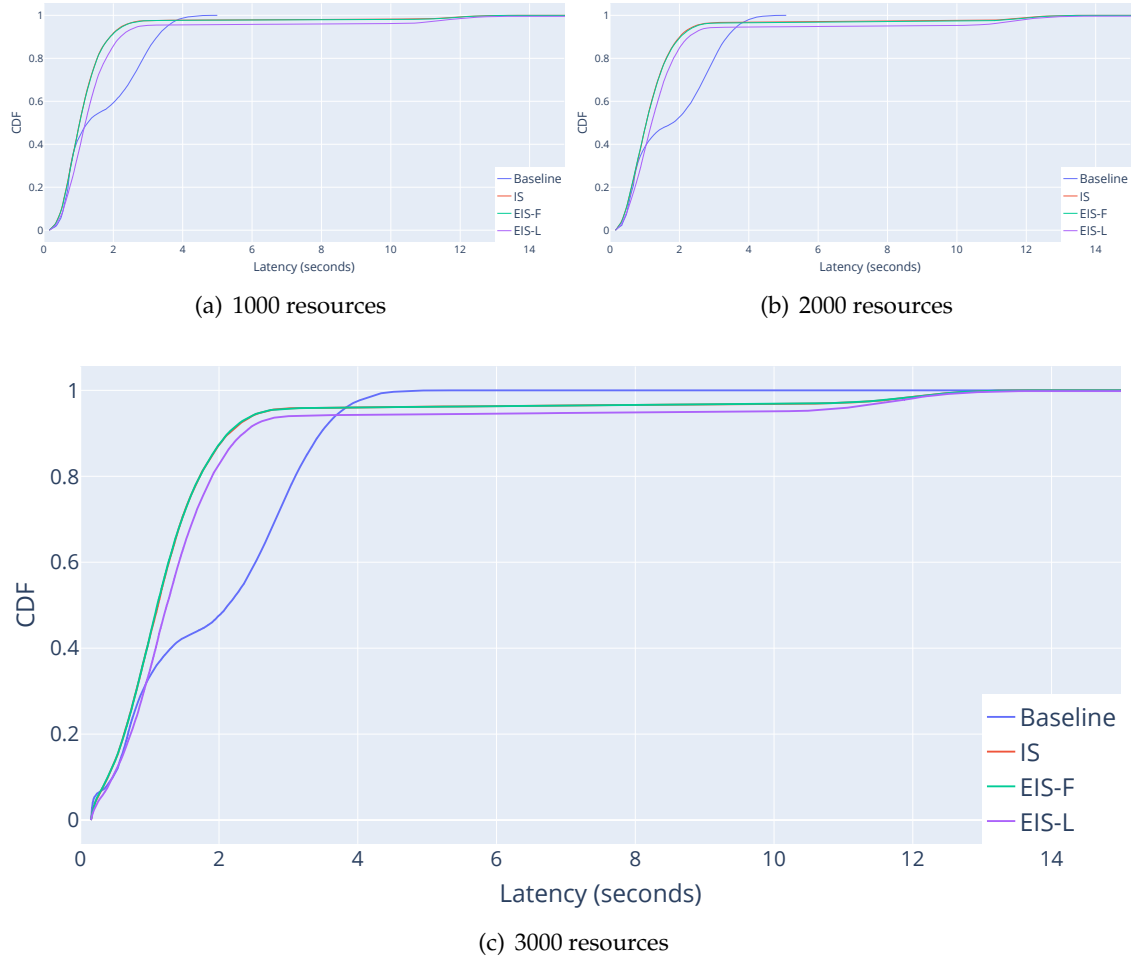 1
0.8
0.6
0.4
0.2
0
CDF
0 2 4 6 8 10 12 14
Latency (seconds)
Baseline
IS
EIS-F
EIS-L
(a) 1000 resources
1
0.8
0.6
0.4
0.2
0
CDF
0 2 4 6 8 10 12 14
Latency (seconds)
Baseline
IS
EIS-F
EIS-L
(b) 2000 resources
1
0.8
0.6
0.4
0.2
0
CDF
0 2 4 6 8 10 12 14
Latency (seconds)
Baseline
IS
EIS-F
EIS-L
(c) 3000 resources